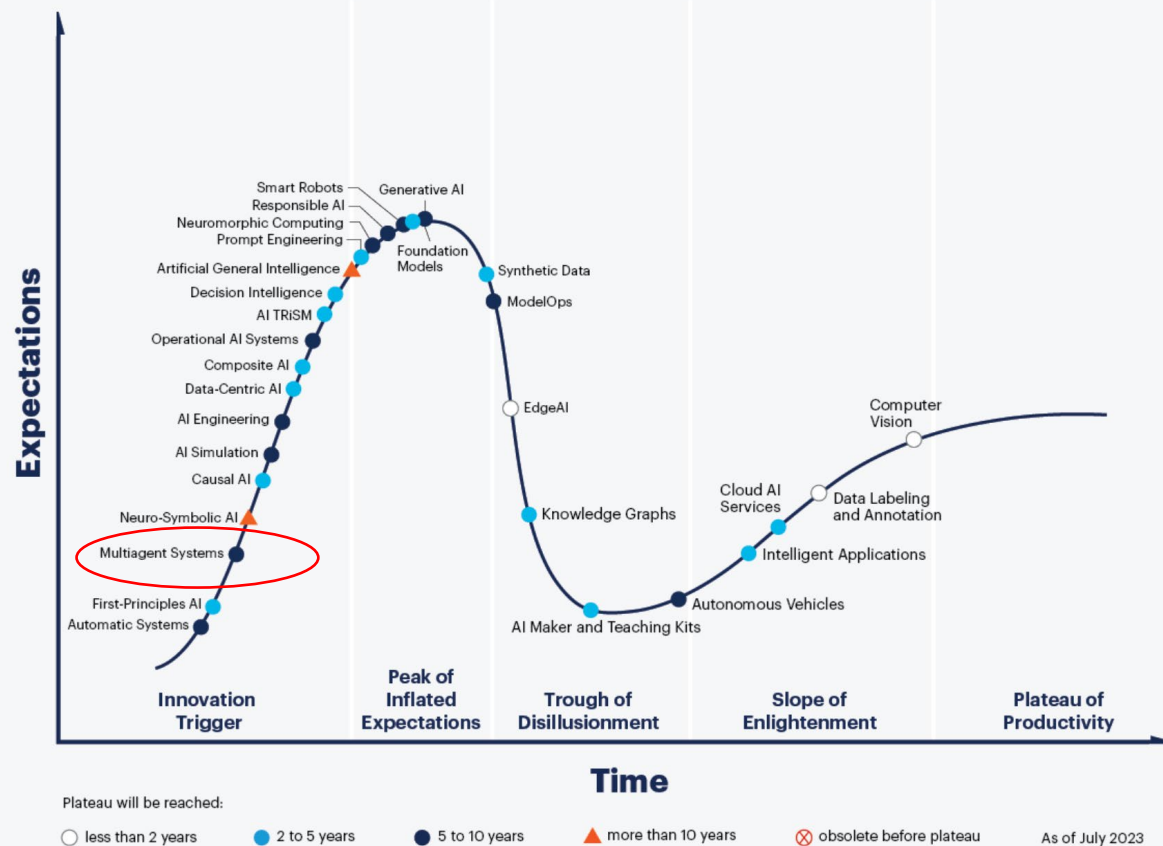 Expectations
Smart Robots
Generative AI
Responsible AI
Neuromorphic Computing
Prompt Engineering
Foundation
Models
Artificial General Intelligence
Synthetic Data
Decision Intelligence
ModelOps
AI TRiSM
Operational AI Systems
Composite AI
Data-Centric AI
EdgeAI
AI Engineering
AI Simulation
Causal AI
Neuro-Symbolic AI
Multiagent Systems
First-Principles AI
Automatic Systems
Knowledge Graphs
AI Maker and Teaching Kits
Autonomous Vehicles
Computer
Vision
Cloud AI
Services
Data Labeling
and Annotation
Intelligent Applications
Innovation
Trigger
Peak of
Inflated
Expectations
Trough of
Disillusionment
Slope of
Enlightenment
Plateau of
Productivity
Time
Plateau will be reached:
less than 2 years
2 to 5 years
5 to 10 years
more than 10 years
obsolete before plateau
As of July 2023